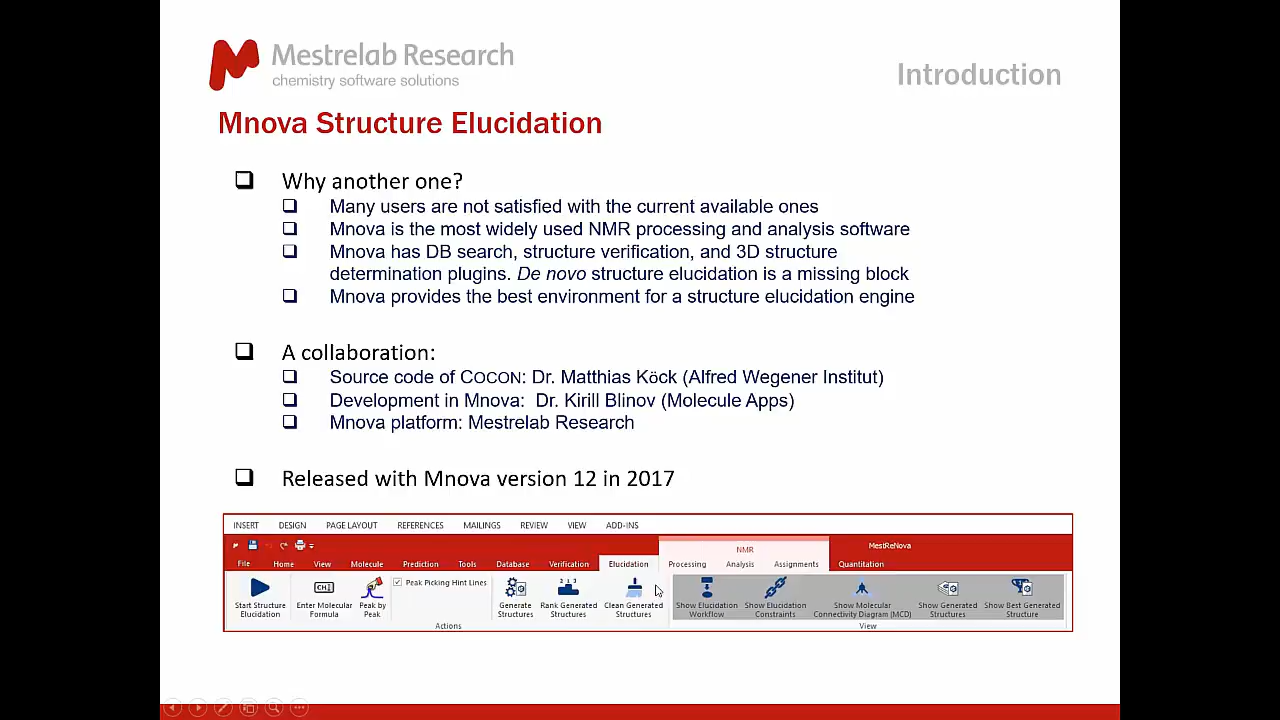 Mestrelab Research
chemistry software solutions
Introduction
Mnova Structure Elucidation
Why another one?
Many users are not satisfied with the current available ones
Mnova is the most widely used NMR processing and analysis software
Mnova has DB search, structure verification, and 3D structure
determination plugins. De novo structure elucidation is a missing block
Mnova provides the best environment for a structure elucidation engine
A collaboration:
Source code of COCON: Dr. Matthias Köck (Alfred Wegener Institut)
Development in Mnova: Dr. Kirill Blinov (Molecule Apps)
Mnova platform: Mestrelab Research
Released with Mnova version 12 in 2017
INSERT DESIGN PAGE LAYOUT REFERENCES MAILINGS REVIEW VIEW ADD-INS
NMR MestReNova
File Home View Molecule Prediction Tools Database Verification Elucidation Processing Analysis Assignments Quantitation
CH3 Peak Picking Hint Lines 1 2 3
Start Structure Enter Molecular Peak by Generate Rank Generated Clean Generated Show Elucidation Show Elucidation Show Molecular Show Generated Show Best Generated
Elucidation Formula Peak Structures Structures Structures Workflow Constraints Connectivity Diagram (MCD) Structures Structure
Actions View